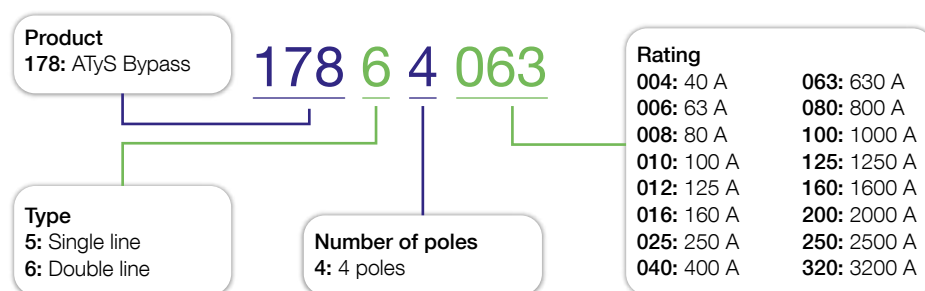 Product
178: ATyS Bypass
178 6 4 063
Type
5: Single line
6: Double line
Number of poles
4: 4 poles
Rating
004: 40 A 063: 630 A
006: 63 A 080: 800 A
008: 80 A 100: 1000 A
010: 100 A 125: 1250 A
012: 125 A 160: 1600 A
016: 160 A 200: 2000 A
025: 250 A 250: 2500 A
040: 400 A 320: 3200 A